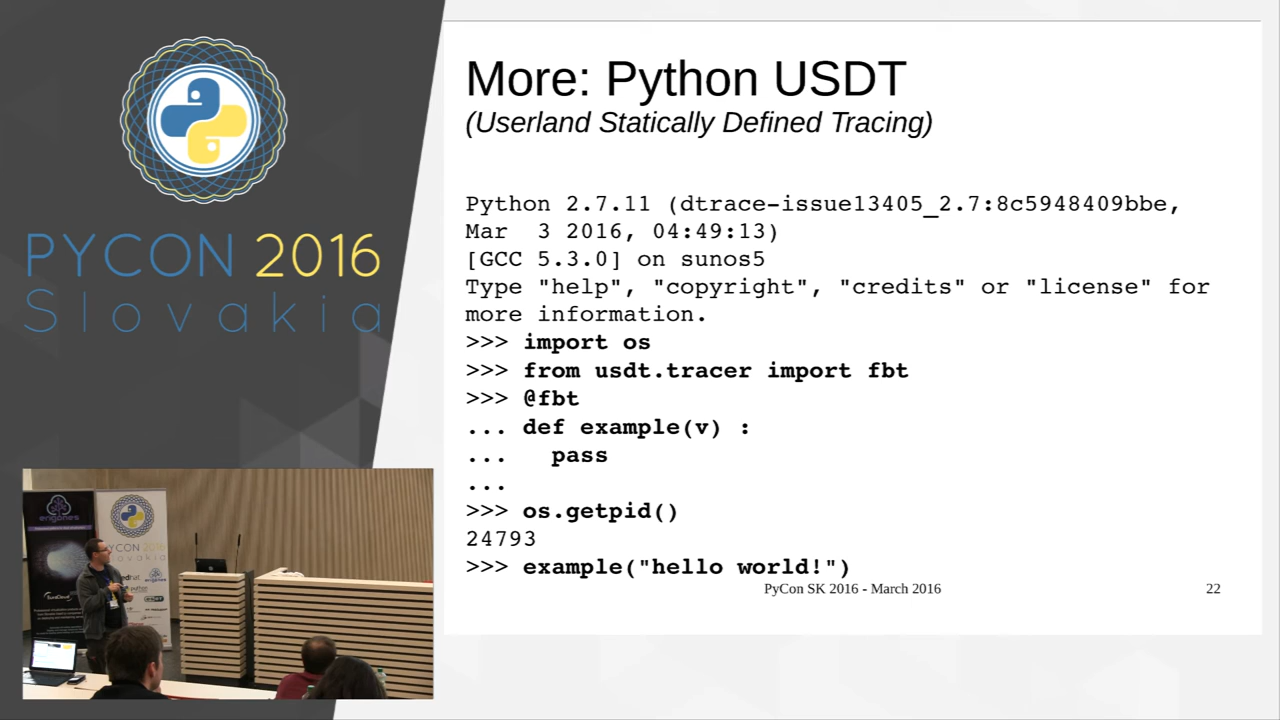 PYCON 2016
Slovakia
More: Python USDT
(Userland Statically Defined Tracing)
Python 2.7.11 (dtrace-issue13405_2.7:8c5948409bbe,
Mar  3 2016, 04:49:13)
[GCC 5.3.0] on sunos5
Type "help", "copyright", "credits" or "license" for
more information.
>>> import os
>>> from usdt.tracer import fbt
>>> @fbt
... def example(v) :
...   pass
...
>>> os.getpid()
24793
>>> example("hello world!")
PyCon SK 2016 - March 2016
22
erigones
PYCON 2016